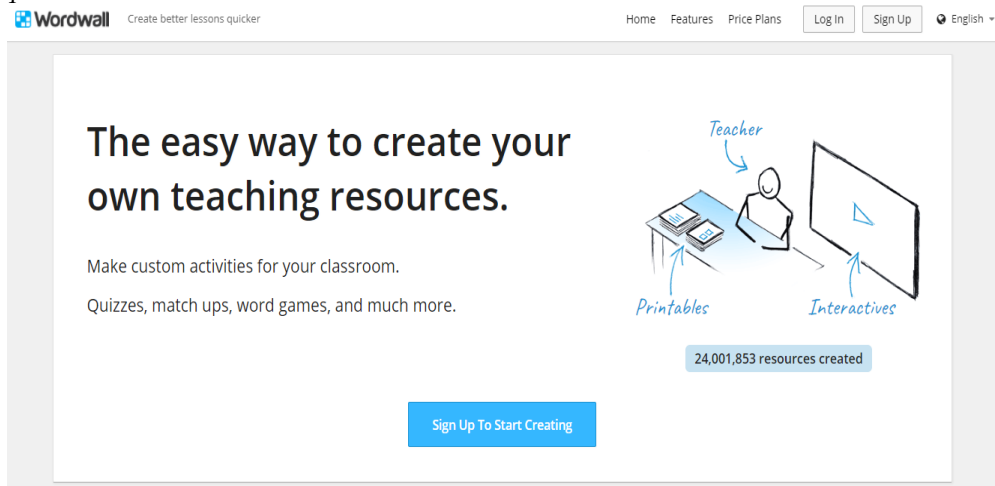 Wordwall Create better lessons quicker Home Features Price Plans Log In Sign Up English
The easy way to create your
own teaching resources.
Make custom activities for your classroom.
Quizzes, match ups, word games, and much more.
Teacher
Printables
Interactives
24,001,853 resources created
Sign Up To Start Creating